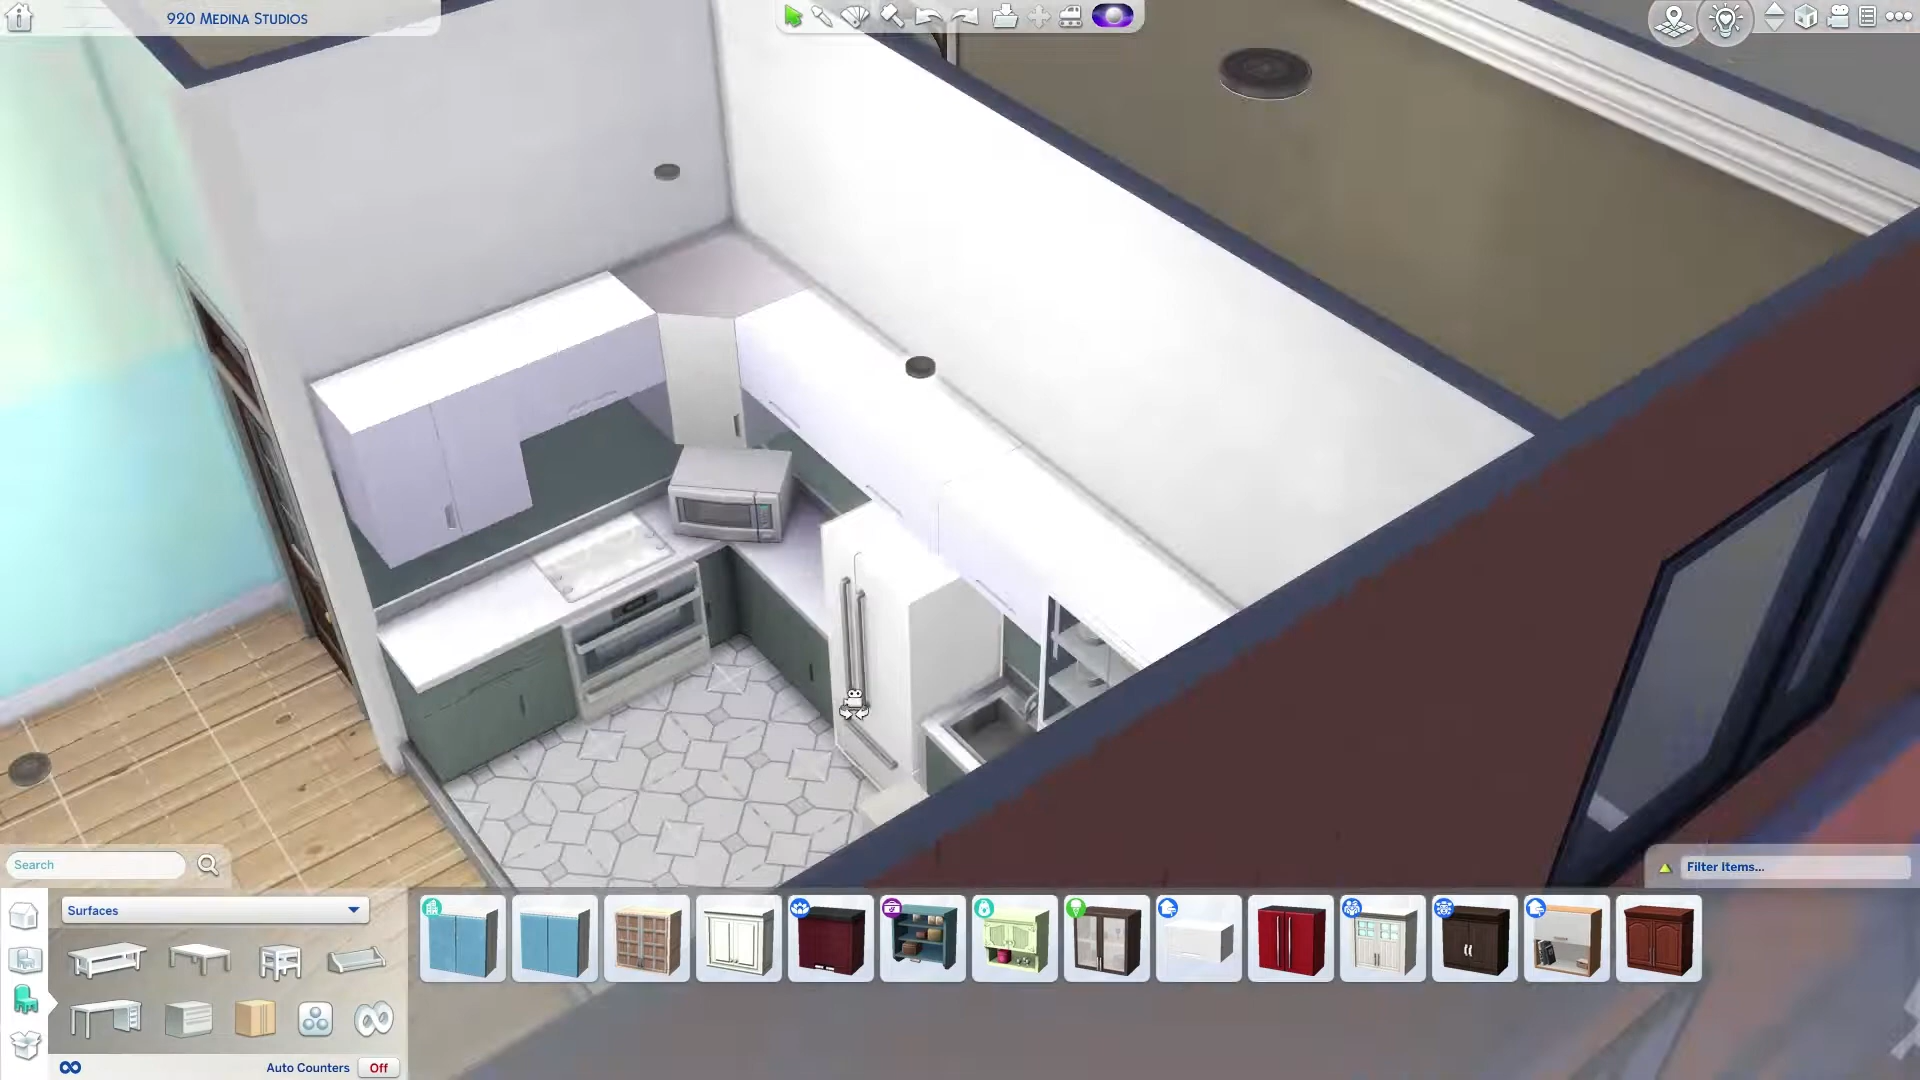 920 MEDINA STUDIOS
Search
Filter Items...
Surfaces
Auto Counters Off